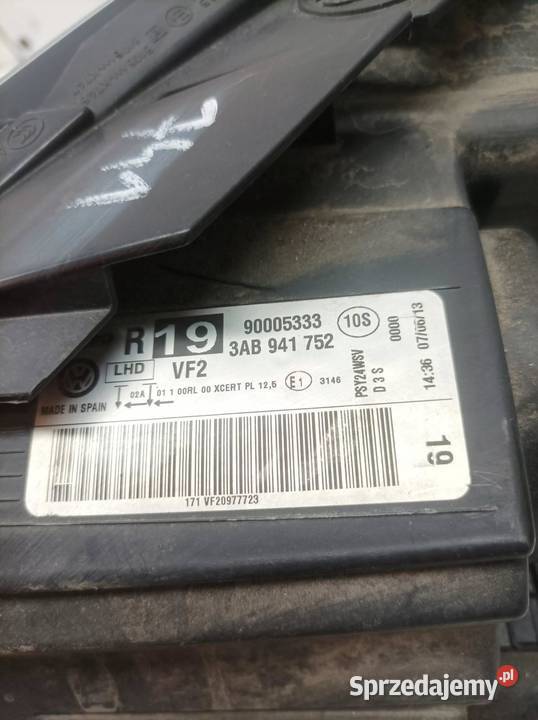 R 19 90005333 10S
LHD VF2 3AB 941 752
02A 01 1 00RL 00 XCERT PL 12,5 E1 3146
MADE IN SPAIN
PSY24WSV
D3S
0000
14:36 07/06/13
19
171 VF20977723
Sprzedajemy.pl